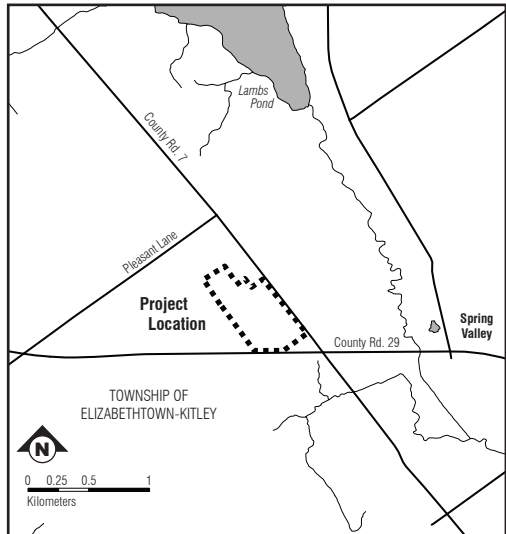 Lambs
Pond
County Rd. 7
Pleasant Lane
Project
Location
Spring
Valley
County Rd. 29
TOWNSHIP OF
ELIZABETHTOWN-KITLEY
N
0 0.25 0.5 1
Kilometers